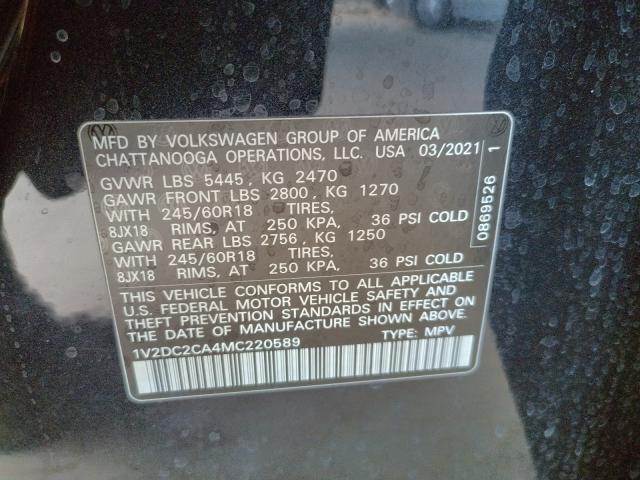 MFD BY VOLKSWAGEN GROUP OF AMERICA
CHATTANOOGA OPERATIONS, LLC. USA 03/2021
GVWR LBS 5445, KG 2470
GAWR FRONT LBS 2800, KG 1270
WITH 245/60R18 TIRES,
8JX18 RIMS, AT 250 KPA, 36 PSI COLD
GAWR REAR LBS 2756, KG 1250
WITH 245/60R18 TIRES,
8JX18 RIMS, AT 250 KPA, 36 PSI COLD
THIS VEHICLE CONFORMS TO ALL APPLICABLE
U.S. FEDERAL MOTOR VEHICLE SAFETY AND
THEFT PREVENTION STANDARDS IN EFFECT ON
THE DATE OF MANUFACTURE SHOWN ABOVE.
1V2DC2CA4MC220589 TYPE: MPV
0869526 1